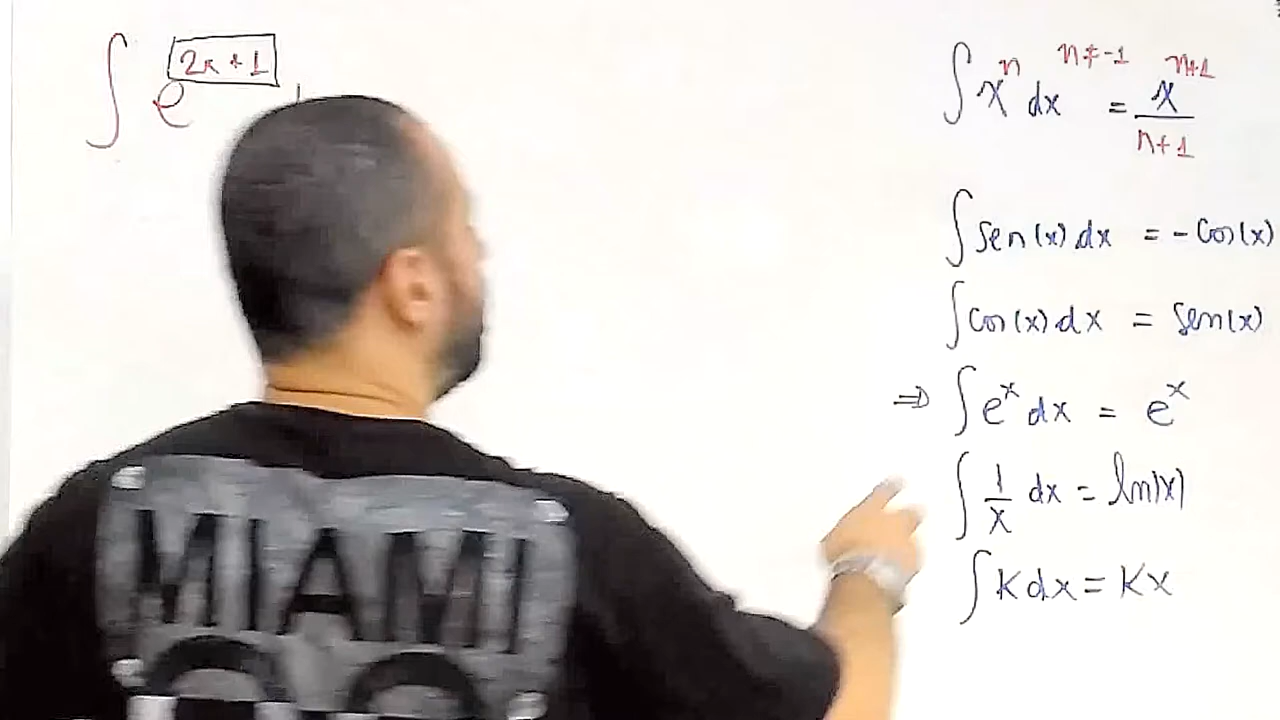 ∫ e^{2x+1}
∫ x^n dx n≠-1 = x^{n+1}/n+1
∫ Sen(x) dx = - Cos(x)
∫ Cos(x) dx = Sen(x)
⇒ ∫ e^x dx = e^x
∫ 1/x dx = ln|x|
∫ K dx = Kx
MIAMI